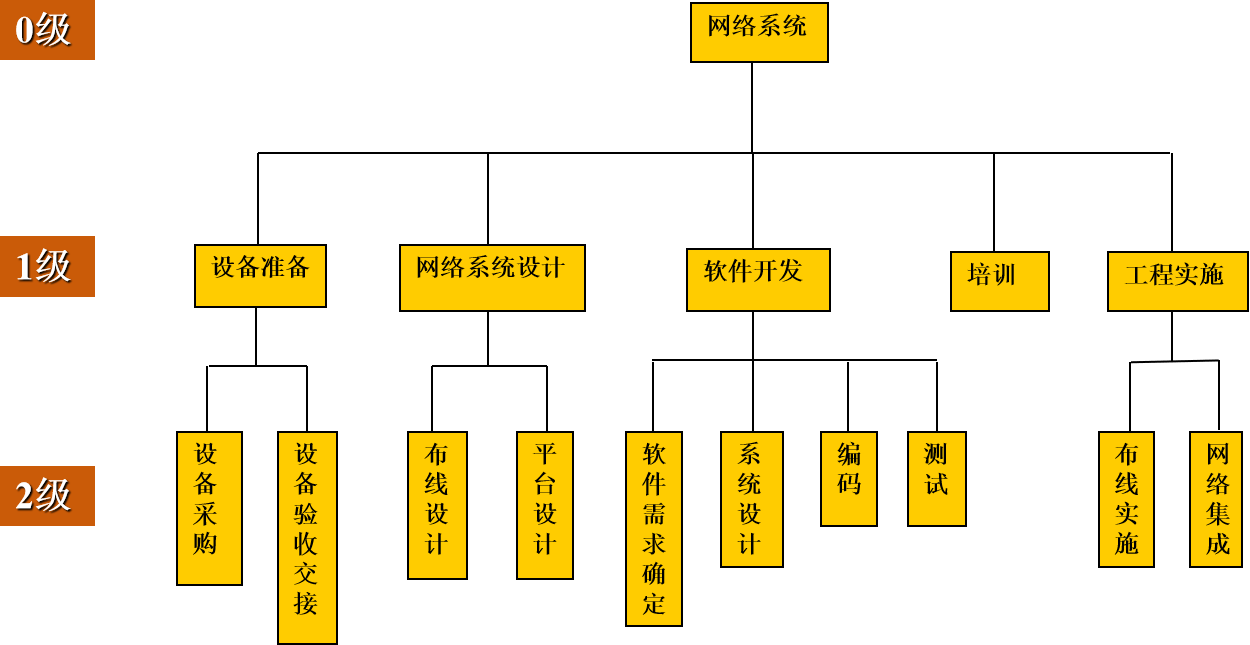 0级
网络系统
1级
设备准备
网络系统设计
软件开发
培训
工程实施
2级
设备采购
设备验收交接
布线设计
平台设计
软件需求确定
系统设计
编码
测试
布线实施
网络集成